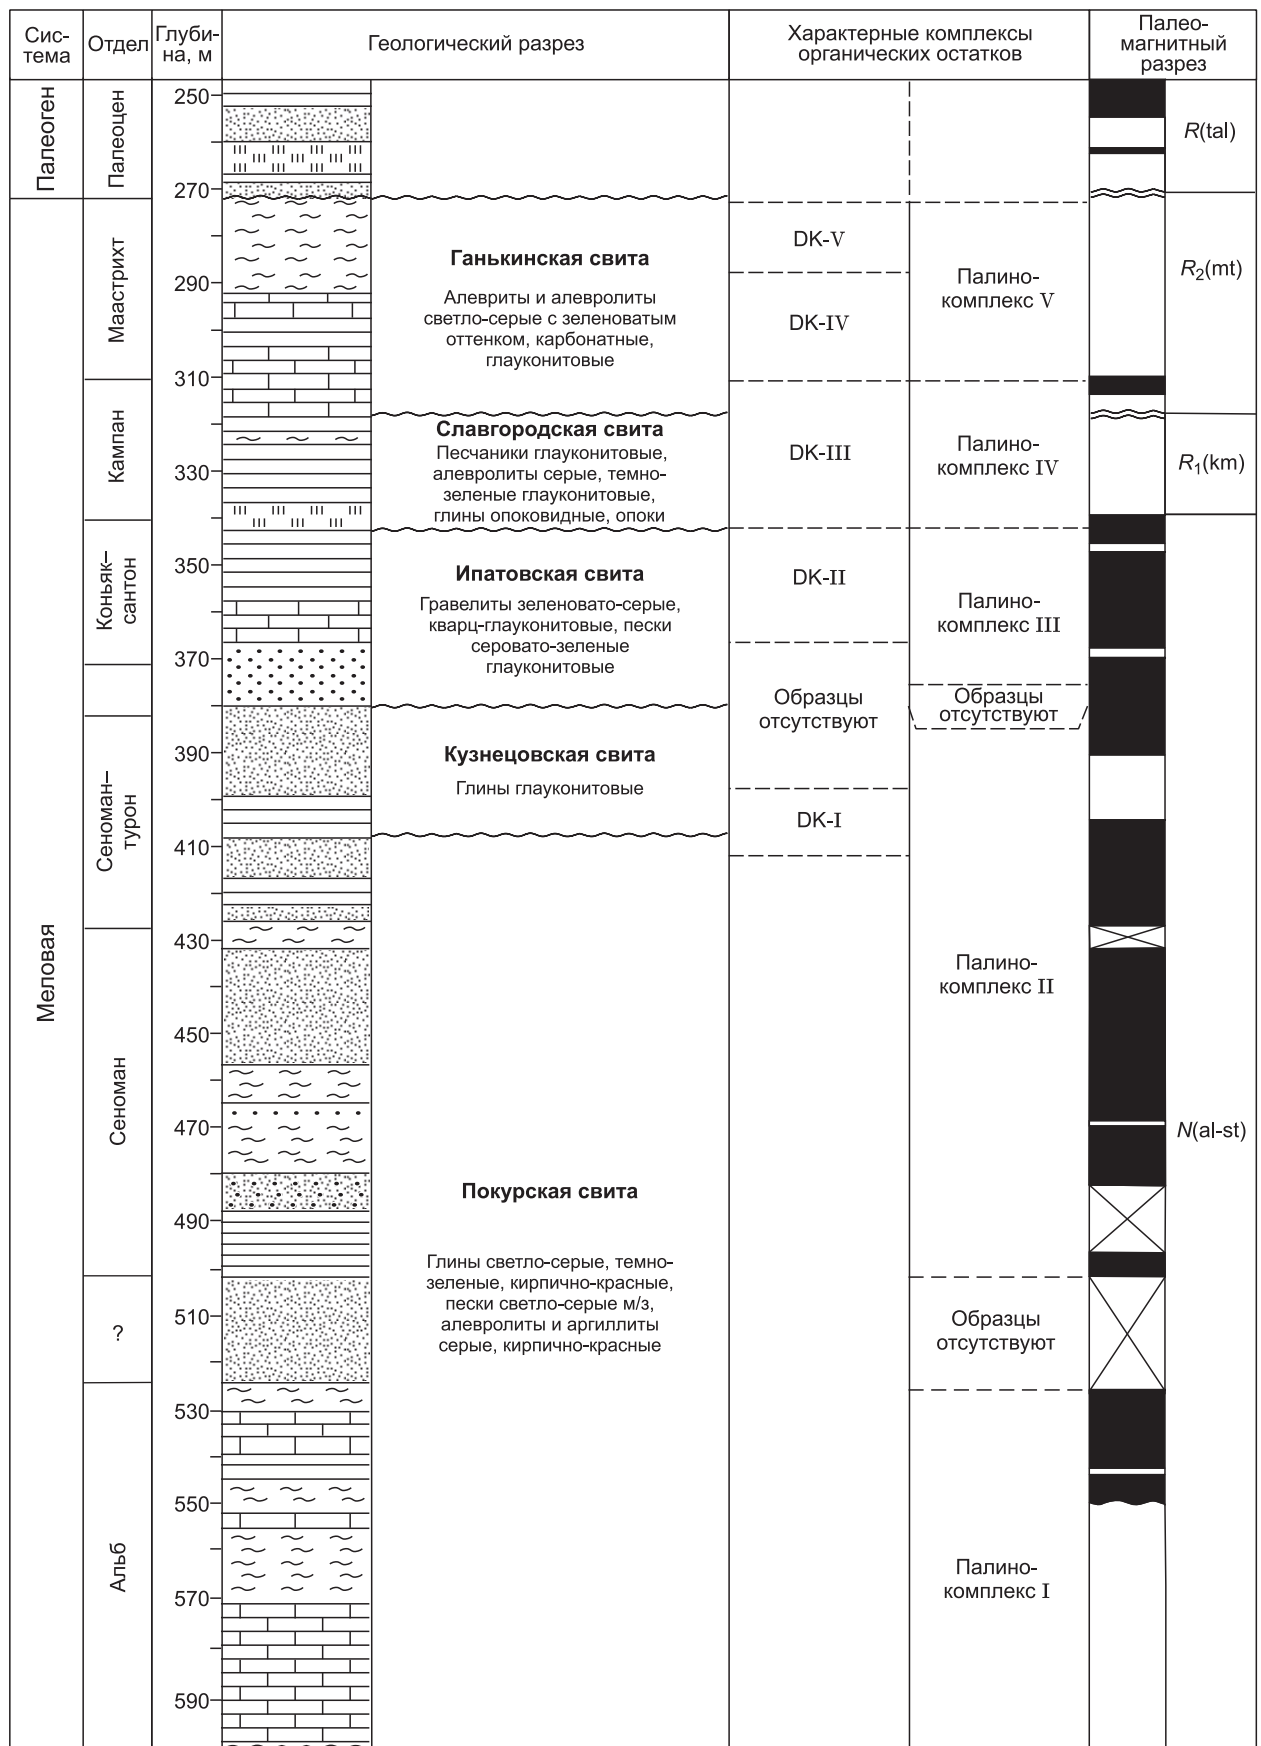 Сис-
тема
Отдел
Глуби-
на, м
Геологический разрез
Характерные комплексы
органических остатков
Палео-
магнитный
разрез
Палеоген
Меловая
Палеоцен
Маастрихт
Кампан
Коньяк–
сантон
Сеноман–
турон
Сеноман
?
Альб
250
270
290
310
330
350
370
390
410
430
450
470
490
510
530
550
570
590
Ганькинская свита
Алевриты и алевролиты
светло-серые с зеленоватым
оттенком, карбонатные,
глауконитовые
Славгородская свита
Песчаники глауконитовые,
алевролиты серые, темно-
зеленые глауконитовые,
глины опоковидные, опоки
Ипатовская свита
Гравелиты зеленовато-серые,
кварц-глауконитовые, пески
серовато-зеленые
глауконитовые
Кузнецовская свита
Глины глауконитовые
Покурская свита
Глины светло-серые, темно-
зеленые, кирпично-красные,
пески светло-серые м/з,
алевролиты и аргиллиты
серые, кирпично-красные
DK-V
DK-IV
DK-III
DK-II
Образцы
отсутствуют
DK-I
Палино-
комплекс V
Палино-
комплекс IV
Палино-
комплекс III
Образцы
отсутствуют
Палино-
комплекс II
Образцы
отсутствуют
Палино-
комплекс I
R(tal)
R₂(mt)
R₁(km)
N(al-st)